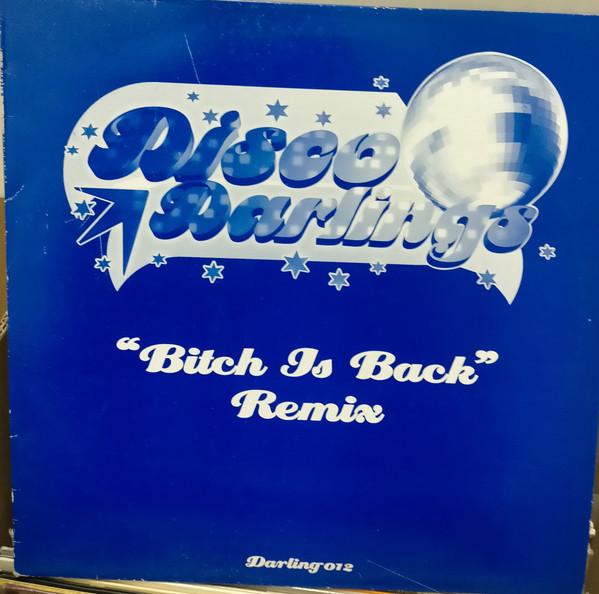 Disco
Darlings
“Bitch Is Back”
Remix
Darling 012